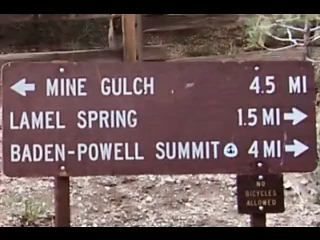 ← MINE GULCH 4.5 MI
LAMEL SPRING 1.5 MI →
BADEN-POWELL SUMMIT 4 MI →
NO
BICYCLES
ALLOWED